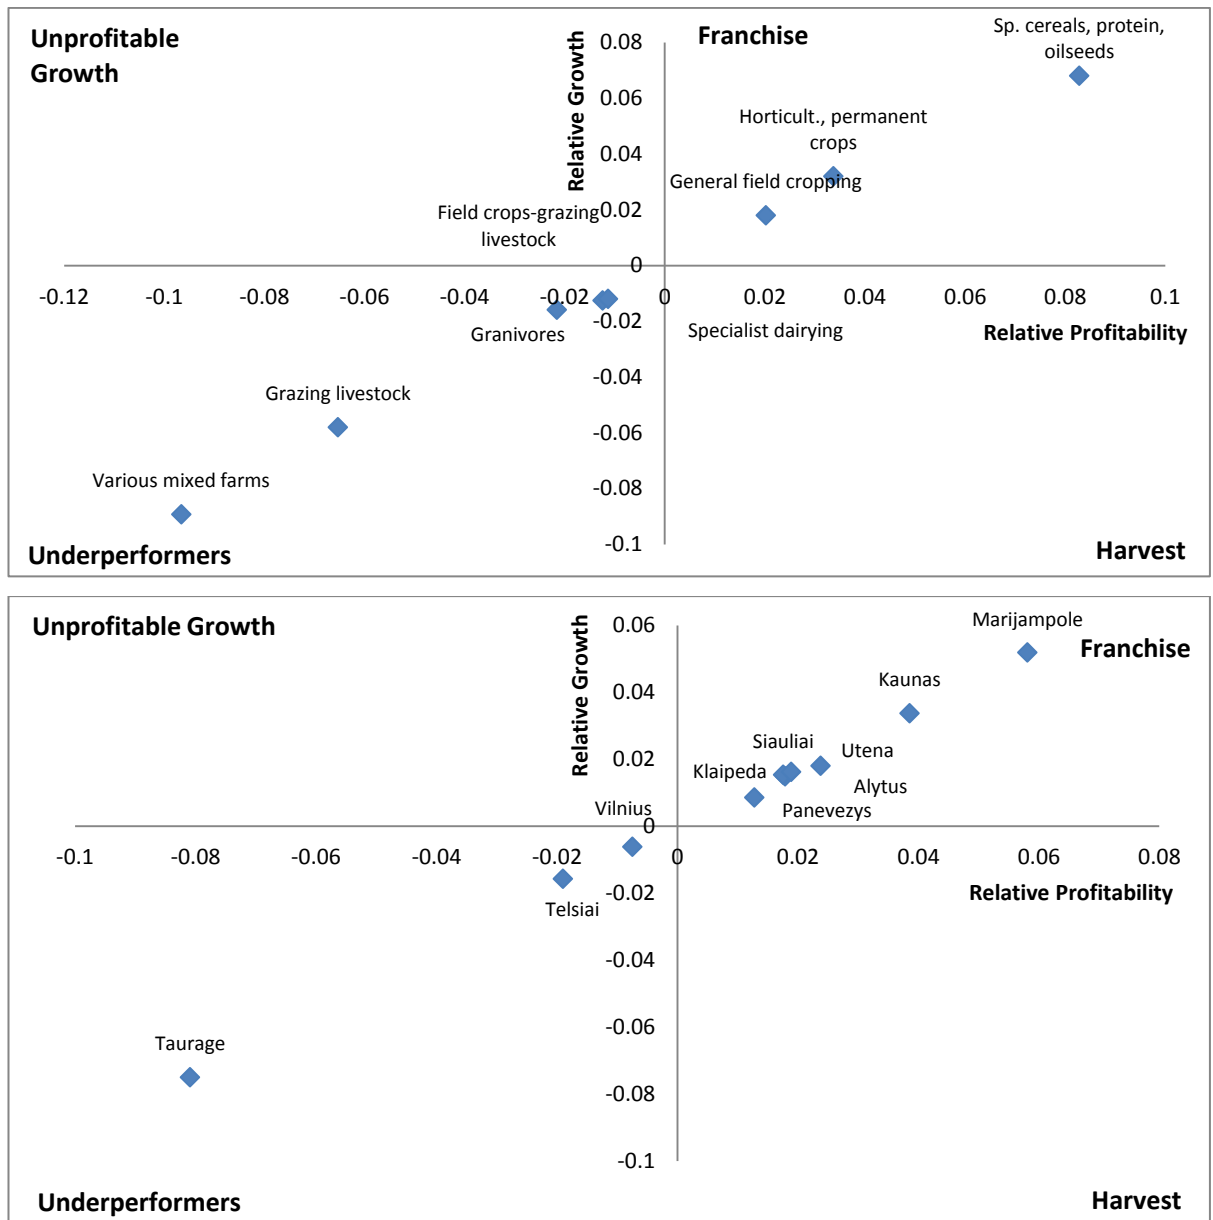 Unprofitable
Growth
Franchise
Sp. cereals, protein,
oilseeds
Relative Growth
0.08
0.06
Horticult., permanent
crops
0.04
General field cropping
Field crops-grazing
livestock
0.02
0
-0.12 -0.1 -0.08 -0.06 -0.04 -0.02 0 0.02 0.04 0.06 0.08 0.1
-0.02
Granivores
Specialist dairying
Relative Profitability
-0.04
Grazing livestock
-0.06
Various mixed farms
-0.08
-0.1
Underperformers
Harvest
Unprofitable Growth
Relative Growth
0.06
Marijampole
Franchise
Kaunas
0.04
Siauliai
Utena
0.02
Klaipeda
Alytus
Panevezys
Vilnius
0
-0.1 -0.08 -0.06 -0.04 -0.02 0 0.02 0.04 0.06 0.08
-0.02
Relative Profitability
Telsiai
-0.04
-0.06
Taurage
-0.08
-0.1
Underperformers
Harvest